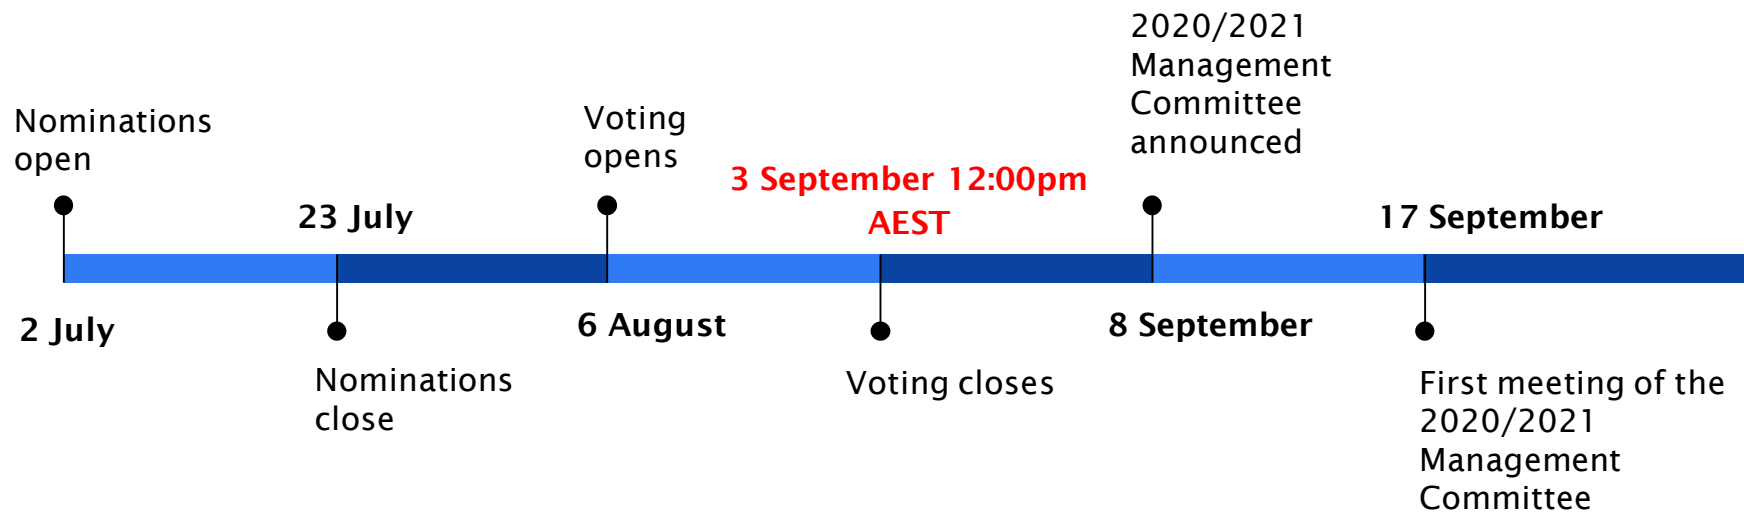 Nominations
open
2 July
23 July
Nominations
close
Voting
opens
6 August
3 September 12:00pm
AEST
Voting closes
2020/2021
Management
Committee
announced
8 September
17 September
First meeting of the
2020/2021
Management
Committee